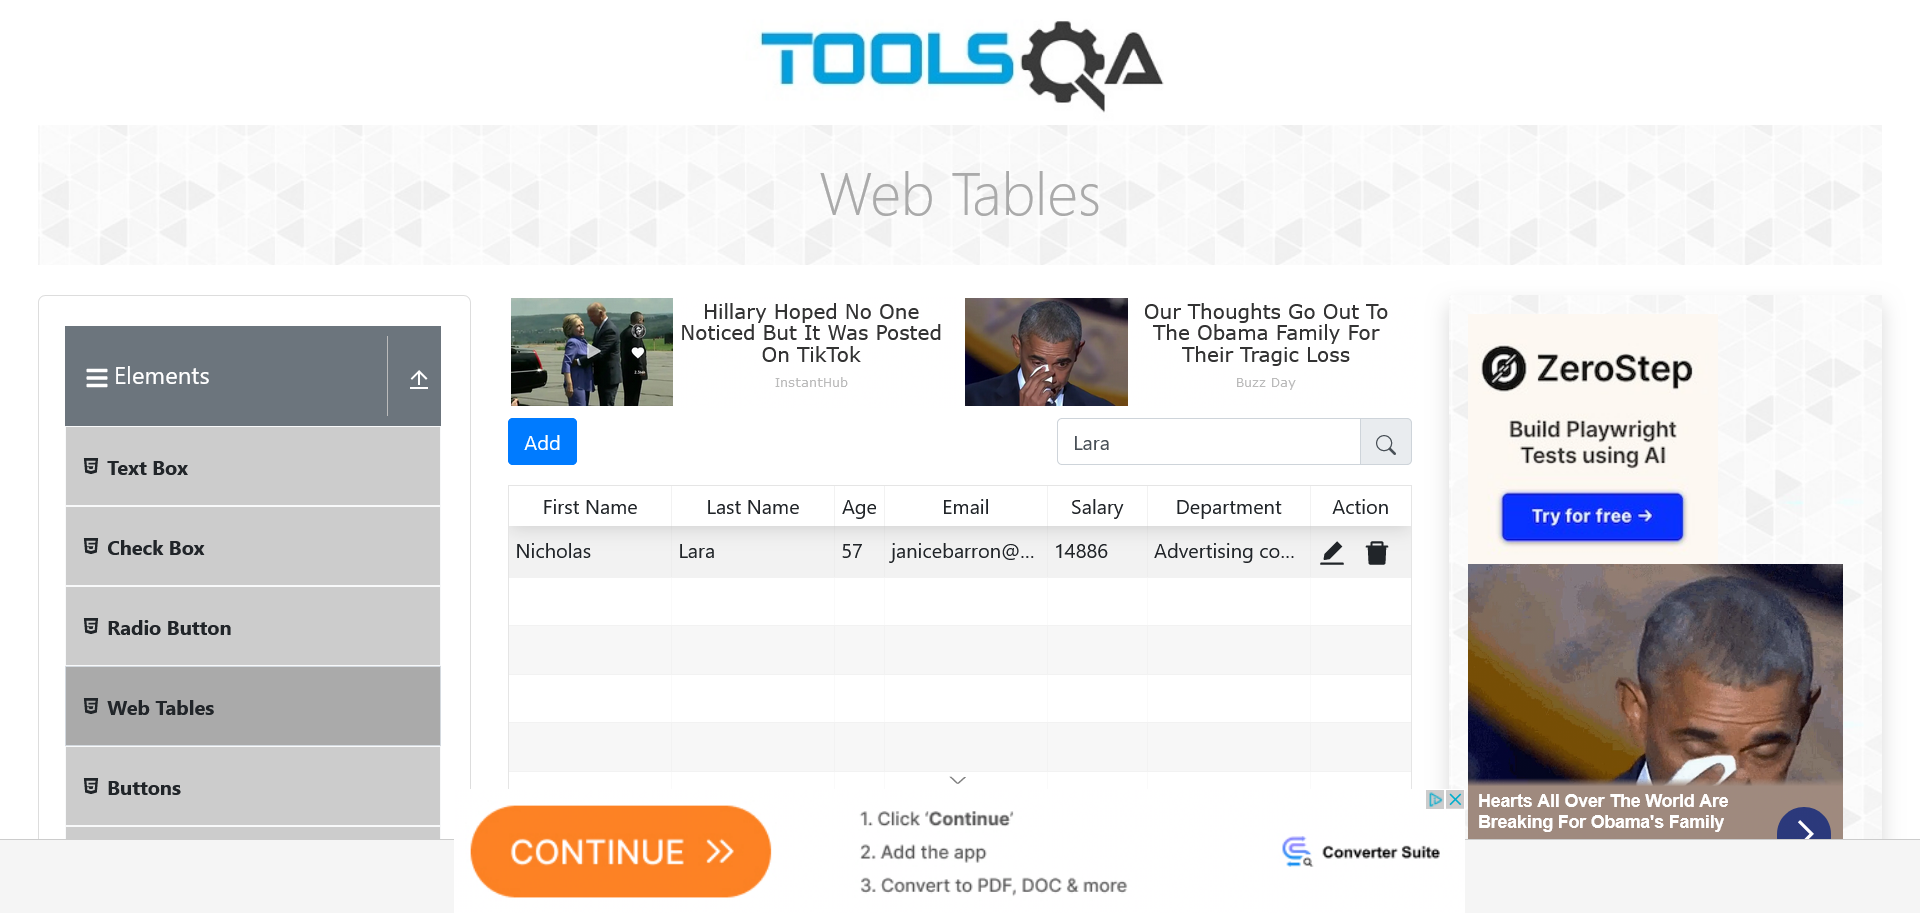 TOOLSQA
Web Tables
Elements
Text Box
Check Box
Radio Button
Web Tables
Buttons
Hillary Hoped No One
Noticed But It Was Posted
On TikTok
InstantHub
Our Thoughts Go Out To
The Obama Family For
Their Tragic Loss
Buzz Day
Add
Lara
First Name Last Name Age Email Salary Department Action
Nicholas Lara 57 janicebarron@... 14886 Advertising co...
ZeroStep
Build Playwright
Tests using AI
Try for free →
Hearts All Over The World Are
Breaking For Obama's Family
CONTINUE >>
1. Click 'Continue'
2. Add the app
3. Convert to PDF, DOC & more
Converter Suite